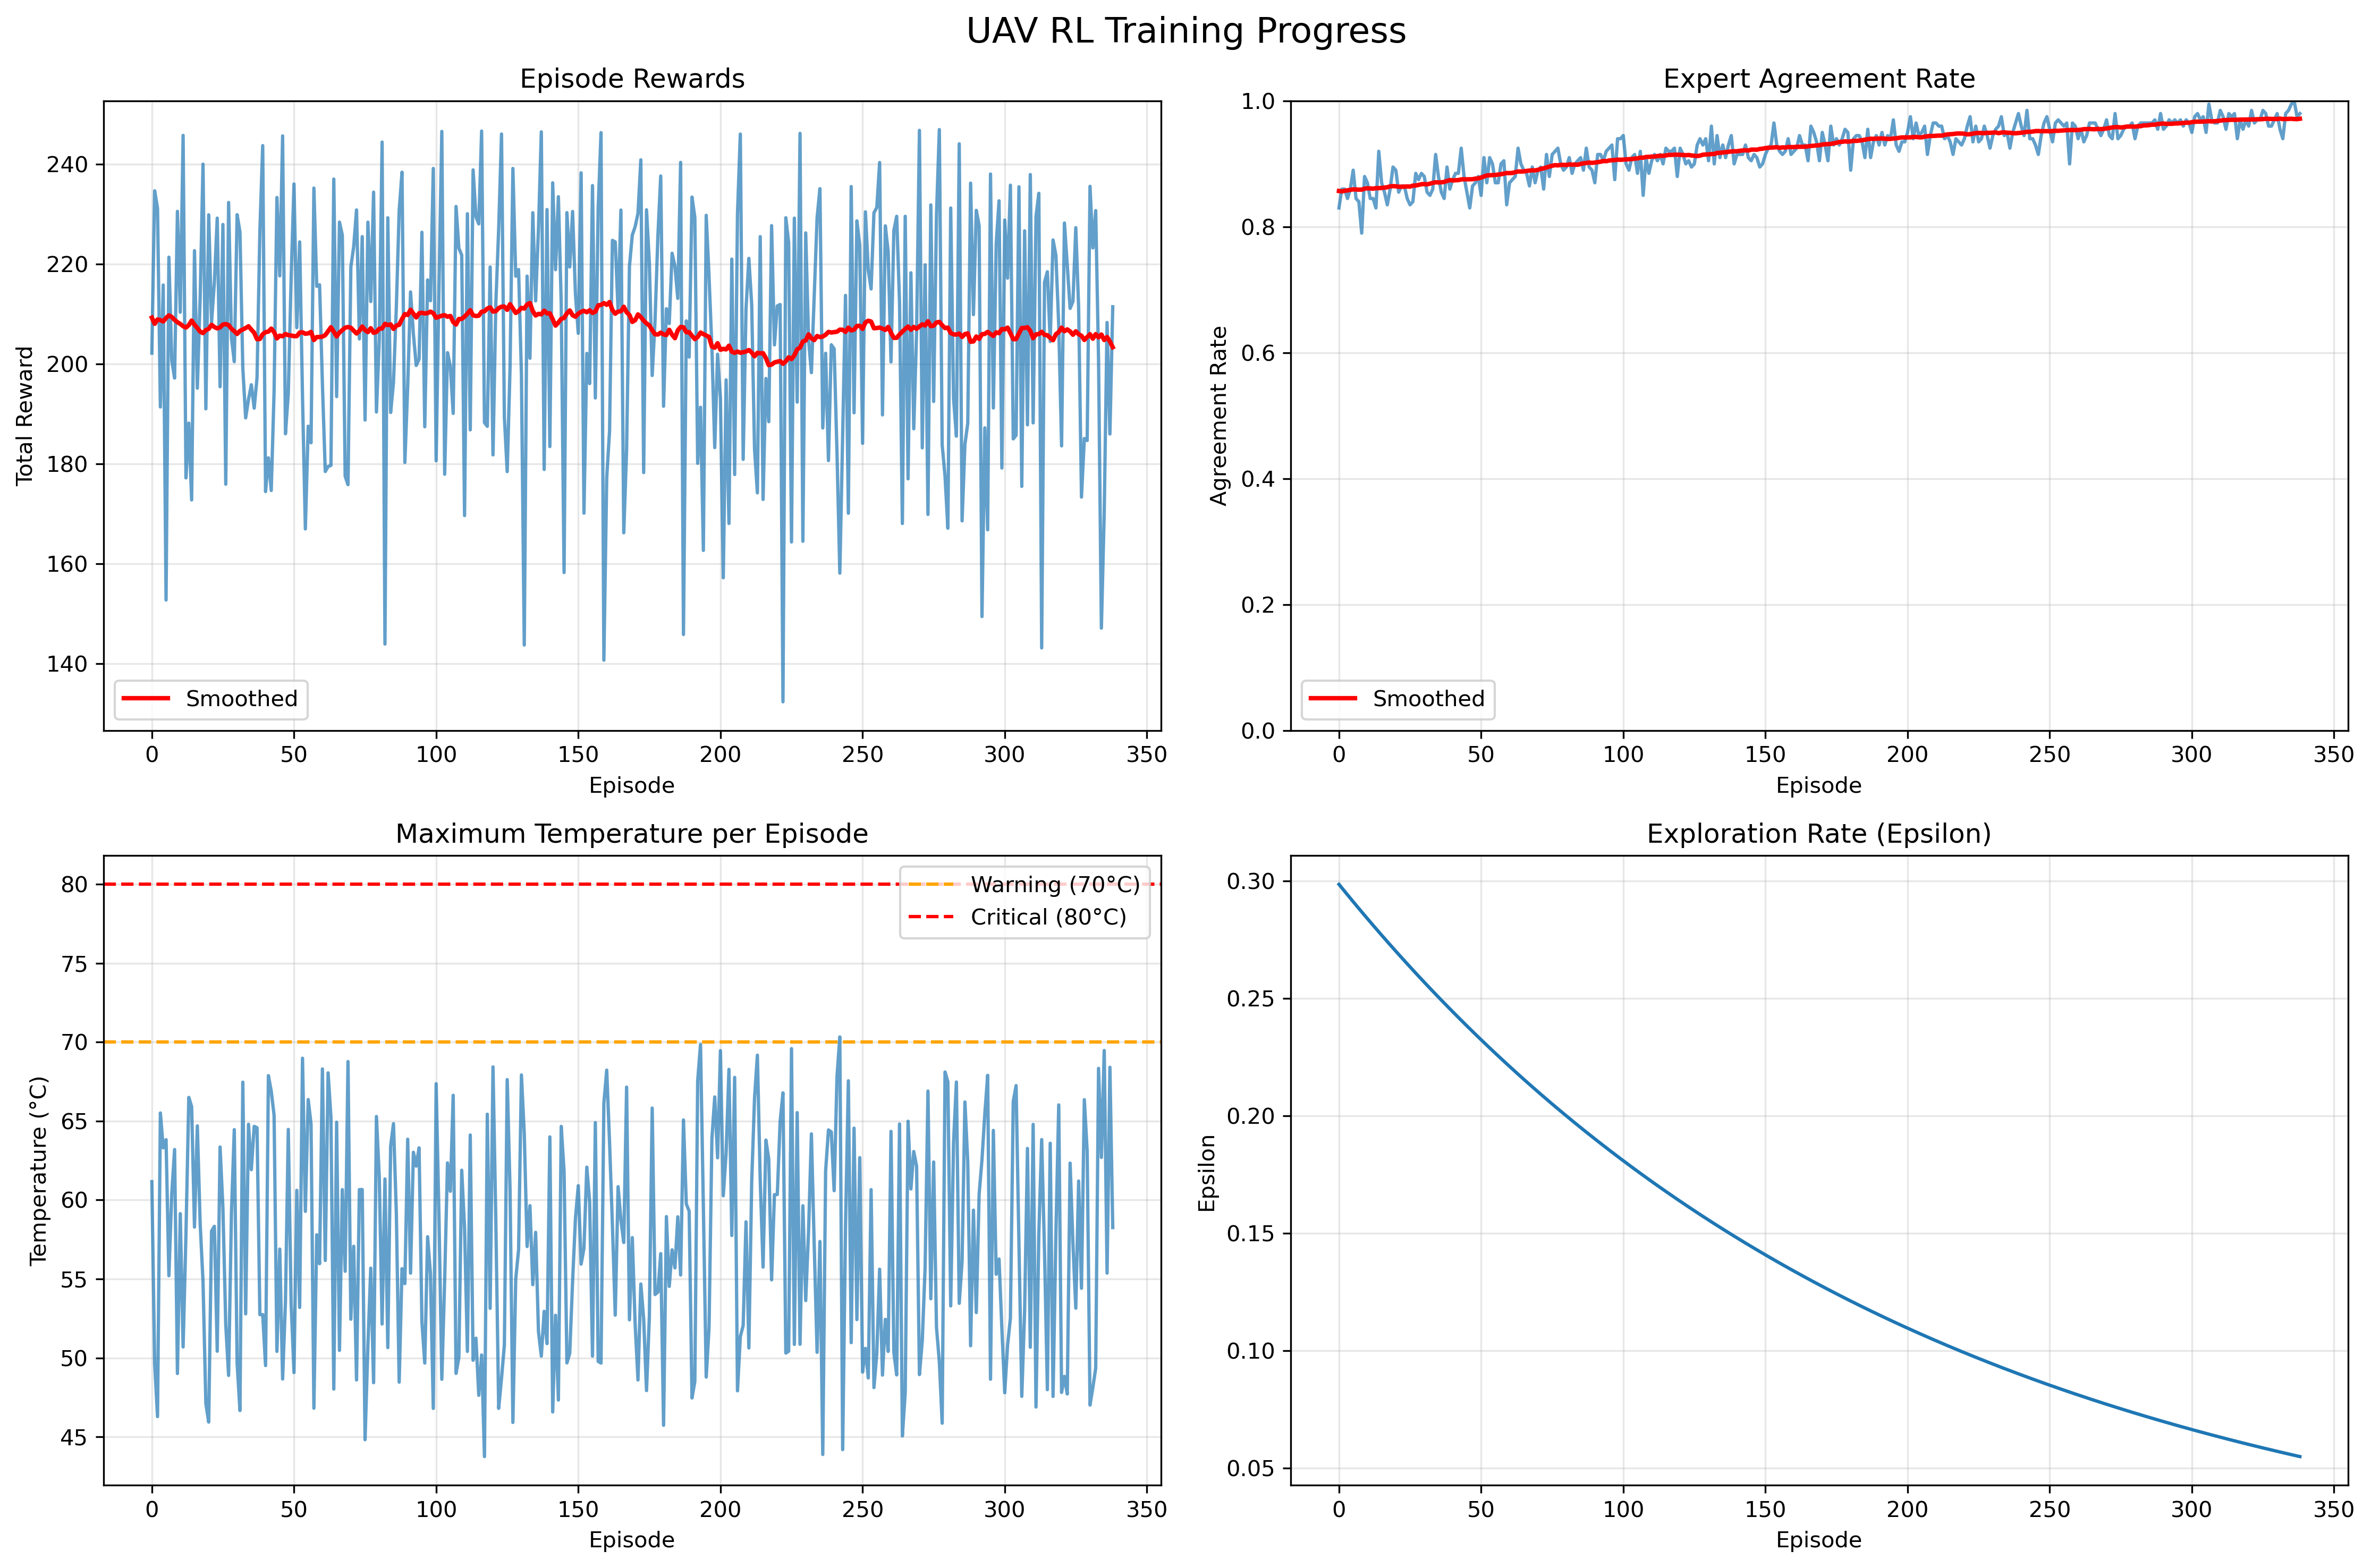 UAV RL Training Progress
Episode Rewards
Total Reward
240
220
200
180
160
140
Smoothed
0 50 100 150 200 250 300 350
Episode
Expert Agreement Rate
Agreement Rate
1.0
0.8
0.6
0.4
0.2
0.0
Smoothed
0 50 100 150 200 250 300 350
Episode
Maximum Temperature per Episode
Temperature (°C)
80
75
70
65
60
55
50
45
Warning (70°C)
Critical (80°C)
0 50 100 150 200 250 300 350
Episode
Exploration Rate (Epsilon)
Epsilon
0.30
0.25
0.20
0.15
0.10
0.05
0 50 100 150 200 250 300 350
Episode